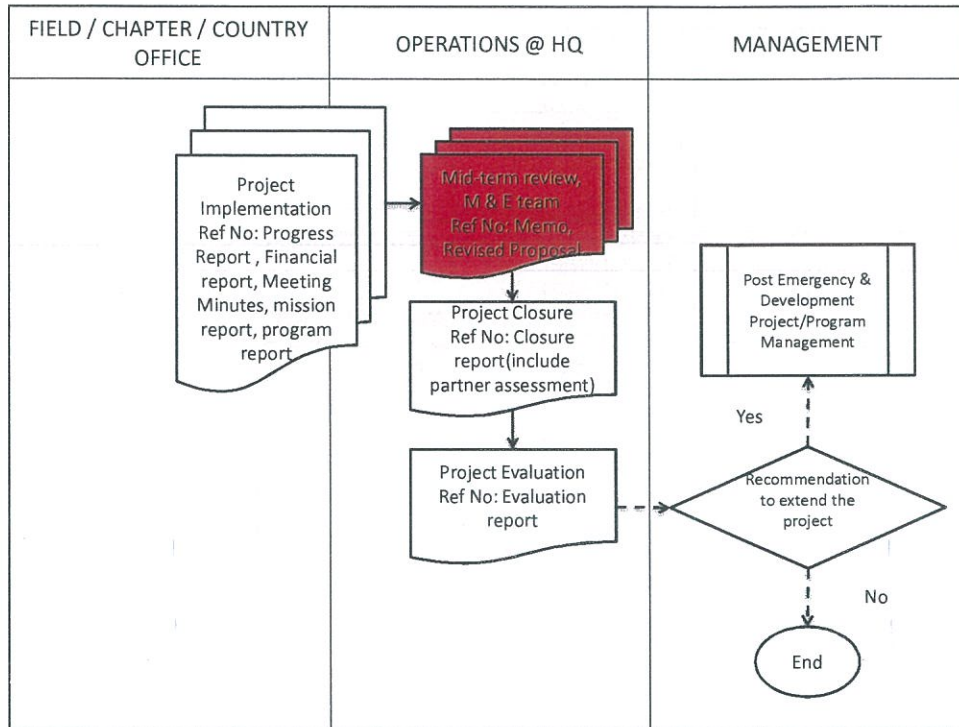 FIELD / CHAPTER / COUNTRY
OFFICE
OPERATIONS @ HQ
MANAGEMENT
Project
Implementation
Ref No: Progress
Report , Financial
report, Meeting
Minutes, mission
report, program
report
Mid-term review,
M & E team
Ref No: Memo,
Revised Proposal
Project Closure
Ref No: Closure
report(include
partner assessment)
Project Evaluation
Ref No: Evaluation
report
Post Emergency &
Development
Project/Program
Management
Yes
Recommendation
to extend the
project
No
End